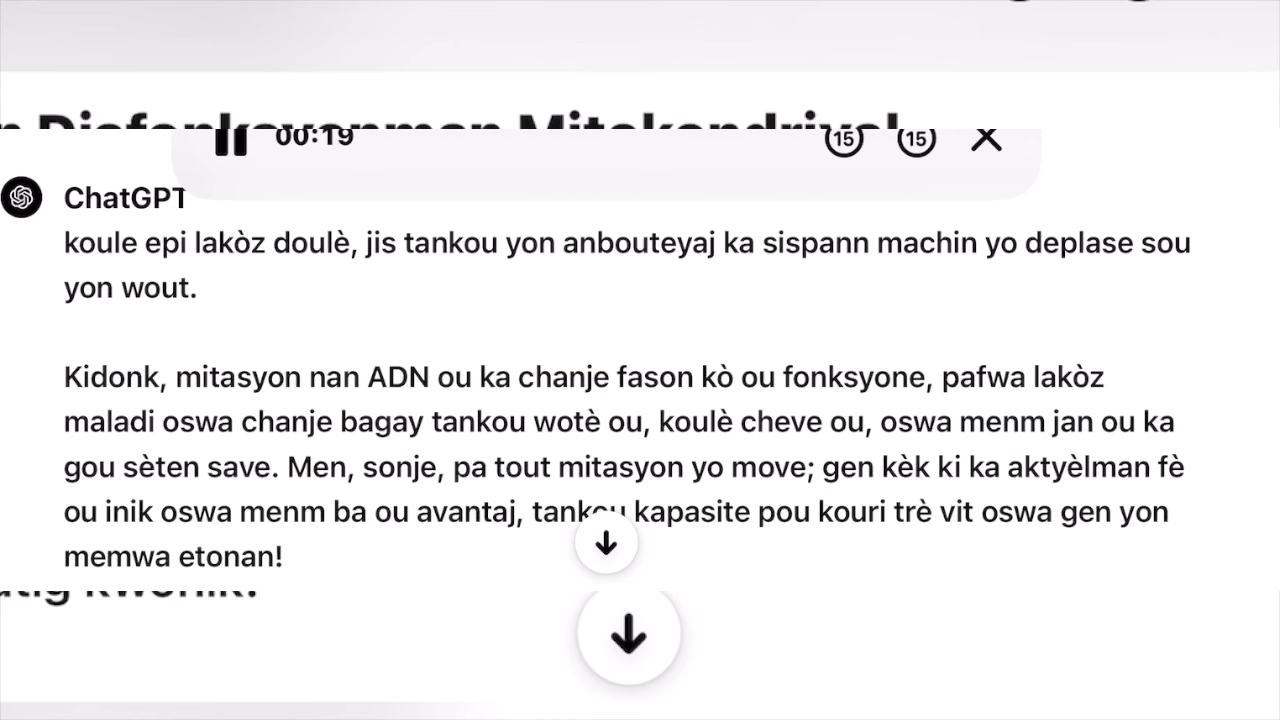 Disfonksyonman Mitokondriyal
00:19
15
15
ChatGPT
koule epi lakòz doulè, jis tankou yon anbouteyaj ka sispann machin yo deplase sou
yon wout.
Kidonk, mitasyon nan ADN ou ka chanje fason kò ou fonksyone, pafwa lakòz
maladi oswa chanje bagay tankou wotè ou, koulè cheve ou, oswa menm jan ou ka
gou sèten save. Men, sonje, pa tout mitasyon yo move; gen kèk ki ka aktyèlman fè
ou inik oswa menm ba ou avantaj, tankou kapasite pou kouri trè vit oswa gen yon
memwa etonan!